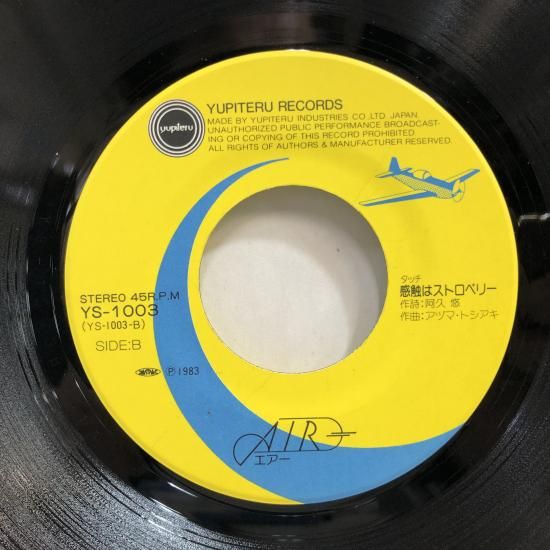 yupiteru
YUPITERU RECORDS
MADE BY YUPITERU INDUSTRIES CO.,LTD. JAPAN
UNAUTHORIZED PUBLIC PERFORMANCE BROADCAST-
ING OR COPYING OF THIS RECORD PROHIBITED
ALL RIGHTS OF AUTHORS & MANUFACTURER RESERVED.
STEREO 45R.P.M
YS-1003
(YS-1003-B)
SIDE:B
P 1983
タッチ
感触はストロベリー
作詩:阿久 悠
作曲:アヅマ・トシアキ
AIR
エアー